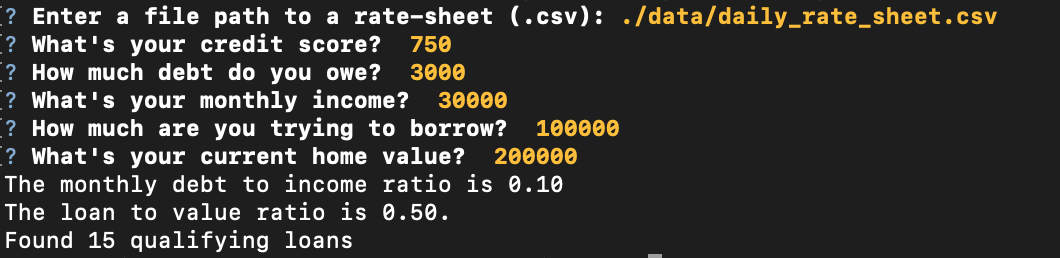 ? Enter a file path to a rate-sheet (.csv): ./data/daily_rate_sheet.csv
? What's your credit score?  750
? How much debt do you owe?  3000
? What's your monthly income?  30000
? How much are you trying to borrow?  100000
? What's your current home value?  200000
The monthly debt to income ratio is 0.10
The loan to value ratio is 0.50.
Found 15 qualifying loans